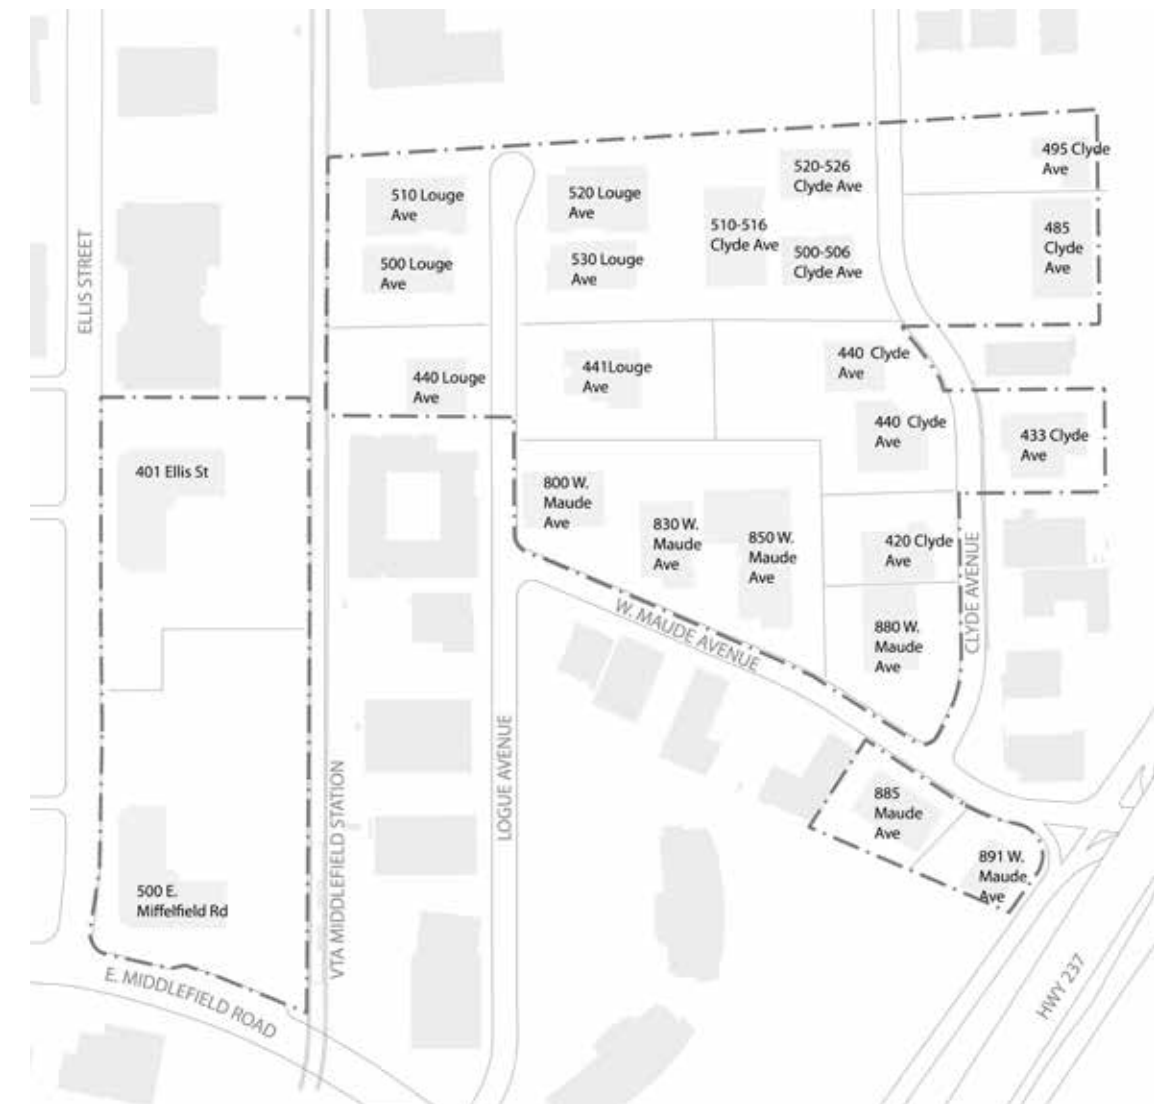 495 Clyde
Ave
520-526
Clyde Ave
510 Louge
Ave
520 Louge
Ave
510-516
Clyde Ave
485
Clyde
Ave
500 Louge
Ave
530 Louge
Ave
500-506
Clyde Ave
ELLIS STREET
440 Louge
Ave
441Louge
Ave
440 Clyde
Ave
440 Clyde
Ave
433 Clyde
Ave
401 Ellis St
800 W.
Maude
Ave
830 W.
Maude
Ave
850 W.
Maude
Ave
420 Clyde
Ave
CLYDE AVENUE
W. MAUDE AVENUE
880 W.
Maude
Ave
LOGUE AVENUE
VTA MIDDLEFIELD STATION
885
Maude
Ave
891 W.
Maude
Ave
500 E.
Miffelfield Rd
E. MIDDLEFIELD ROAD
HWY 237